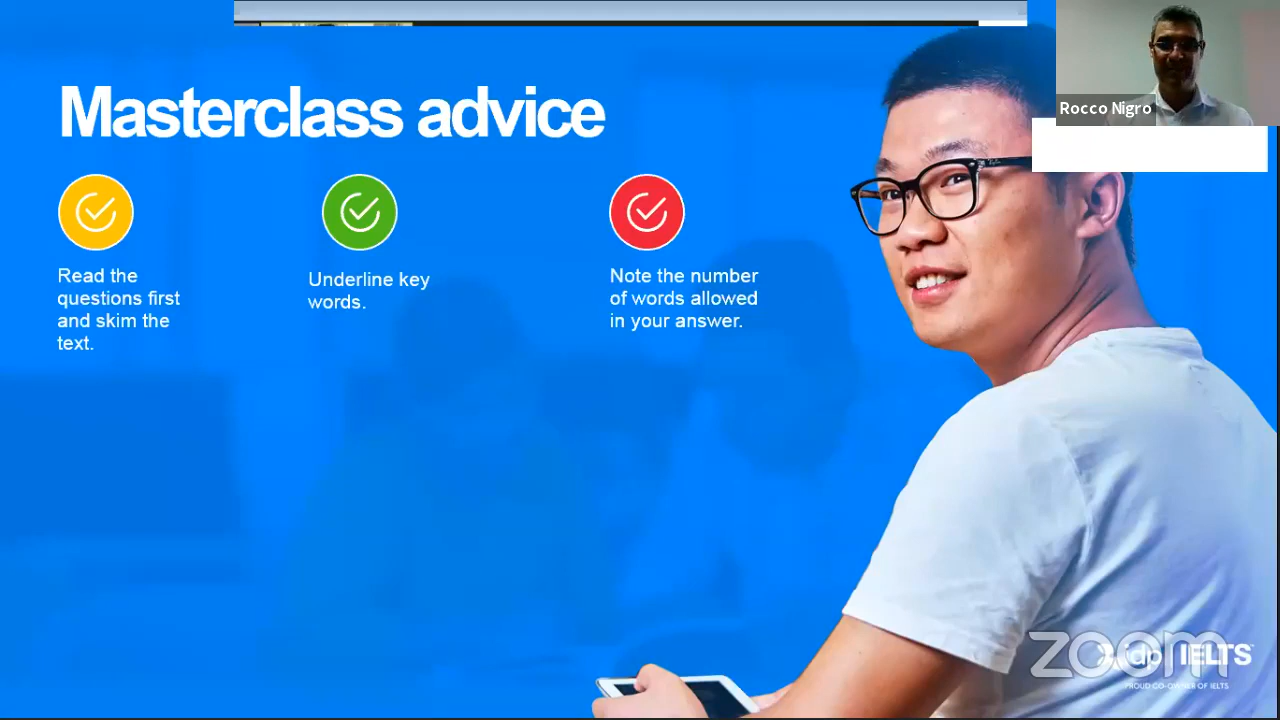 Masterclass advice
Rocco Nigro
Read the
questions first
and skim the
text.
Underline key
words.
Note the number
of words allowed
in your answer.
zoom
idp IELTS
PROUD CO-OWNER OF IELTS